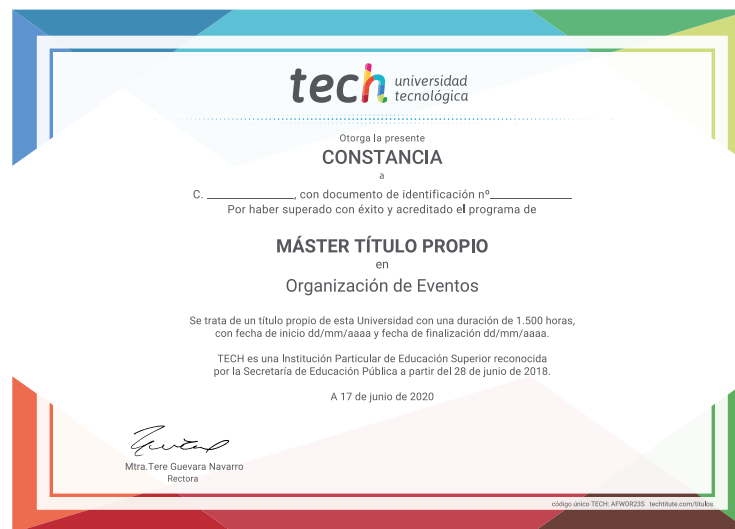 tech universidad
tecnológica
Otorga la presente
CONSTANCIA
a
C. ______________, con documento de identificación nº_____________
Por haber superado con éxito y acreditado el programa de
MÁSTER TÍTULO PROPIO
en
Organización de Eventos
Se trata de un título propio de esta Universidad con una duración de 1.500 horas,
con fecha de inicio dd/mm/aaaa y fecha de finalización dd/mm/aaaa.
TECH es una Institución Particular de Educación Superior reconocida
por la Secretaría de Educación Pública a partir del 28 de junio de 2018.
A 17 de junio de 2020
Mtra.Tere Guevara Navarro
Rectora
código único TECH: AFWOR23S techtitute.com/titulos